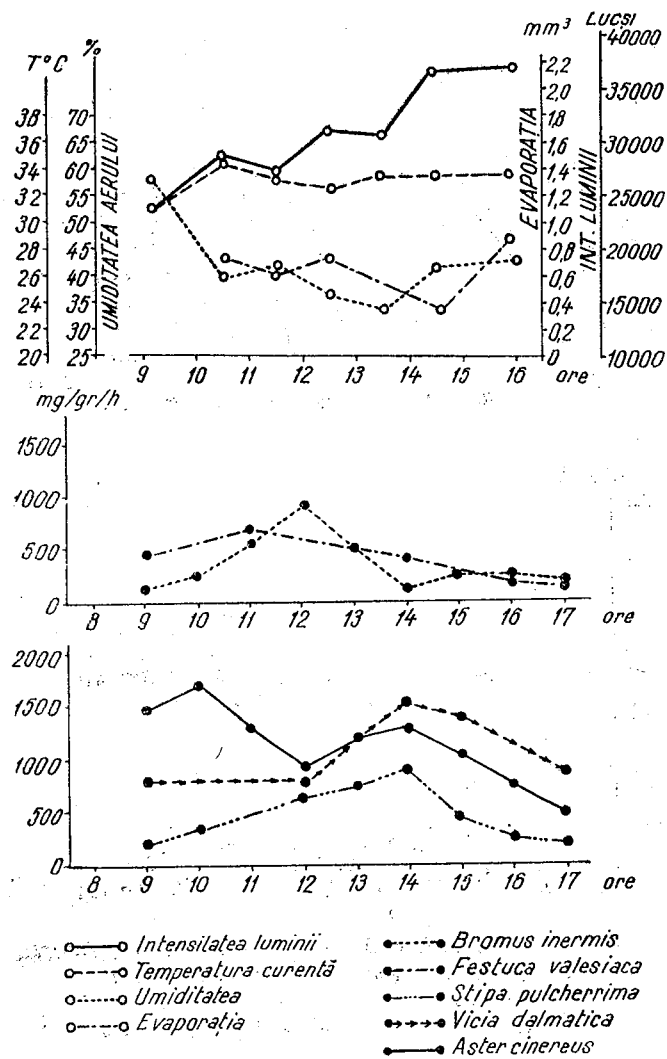 mm³ Lucși
T°C %
40000
38 36 34 32 30 28 26 24 22 20
70 65 60 55 50 45 40 35 30 25
UMIDITATEA AERULUI
EVAPORAȚIA
2,2 2,0 1,8 1,6 1,4 1,2 1,0 0,8 0,6 0,4 0,2 0
INT. LUMINII
35000 30000 25000 20000 15000 10000
9 10 11 12 13 14 15 16 ore
mg/gr/h
1500
1000
500
0
8 9 10 11 12 13 14 15 16 17 ore
2000
1500
1000
500
0
8 9 10 11 12 13 14 15 16 17 ore
Intensilatea luminii
Temperatura curentă
Umiditatea
Evaporația
Bromus inermis
Festuca valesiaca
Stipa pulcherrima
Vicia dalmatica
Aster cinereus